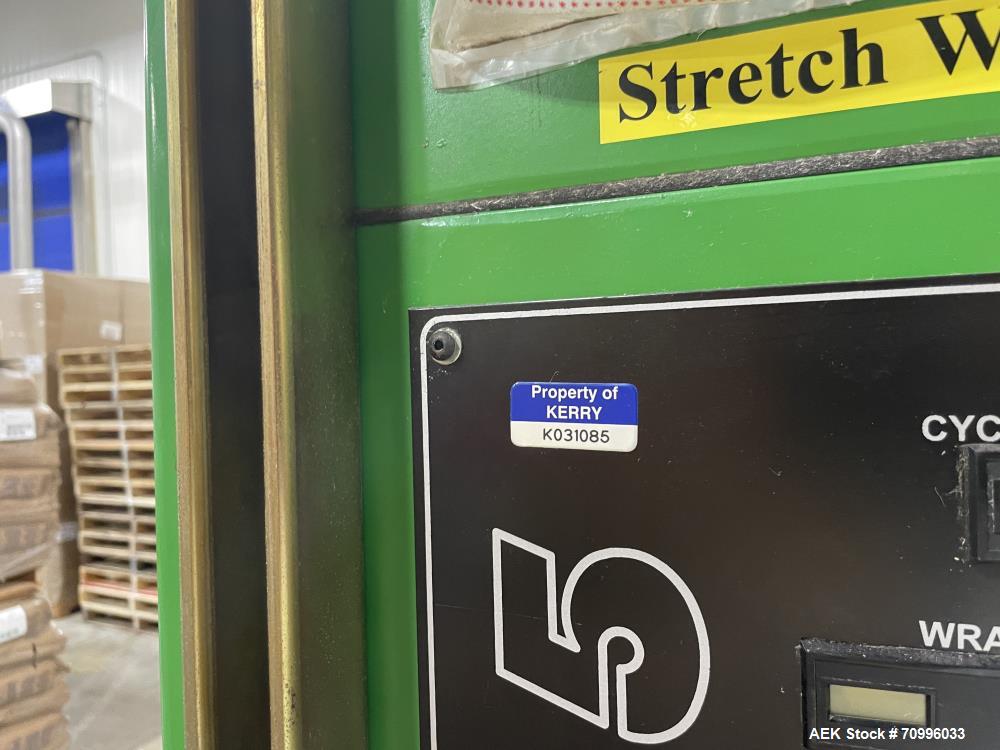 Stretch W
Property of
KERRY
K031085
CYC
WRA
AEK Stock # 70996033